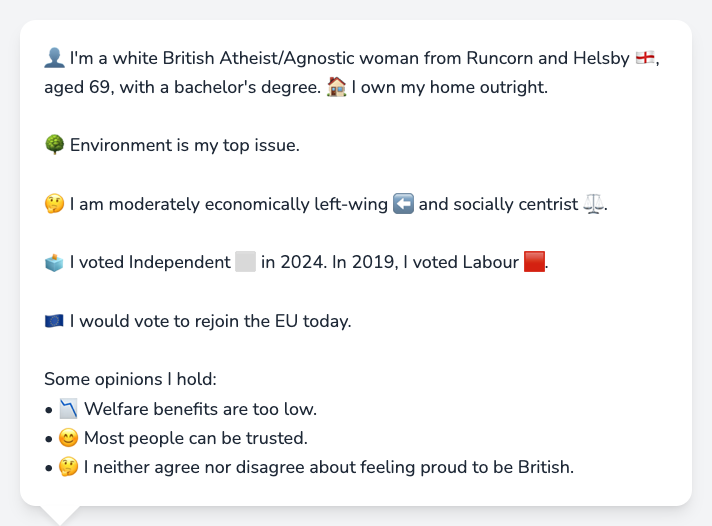 👤 I'm a white British Atheist/Agnostic woman from Runcorn and Helsby 🏴󠁧󠁢󠁥󠁮󠁧󠁿,
aged 69, with a bachelor's degree. 🏠 I own my home outright.
🌳 Environment is my top issue.
🤔 I am moderately economically left-wing ⬅️ and socially centrist ⚖️.
🗳️ I voted Independent ⬜ in 2024. In 2019, I voted Labour 🟥.
🇪🇺 I would vote to rejoin the EU today.
Some opinions I hold:
• 📉 Welfare benefits are too low.
• 😊 Most people can be trusted.
• 🤔 I neither agree nor disagree about feeling proud to be British.